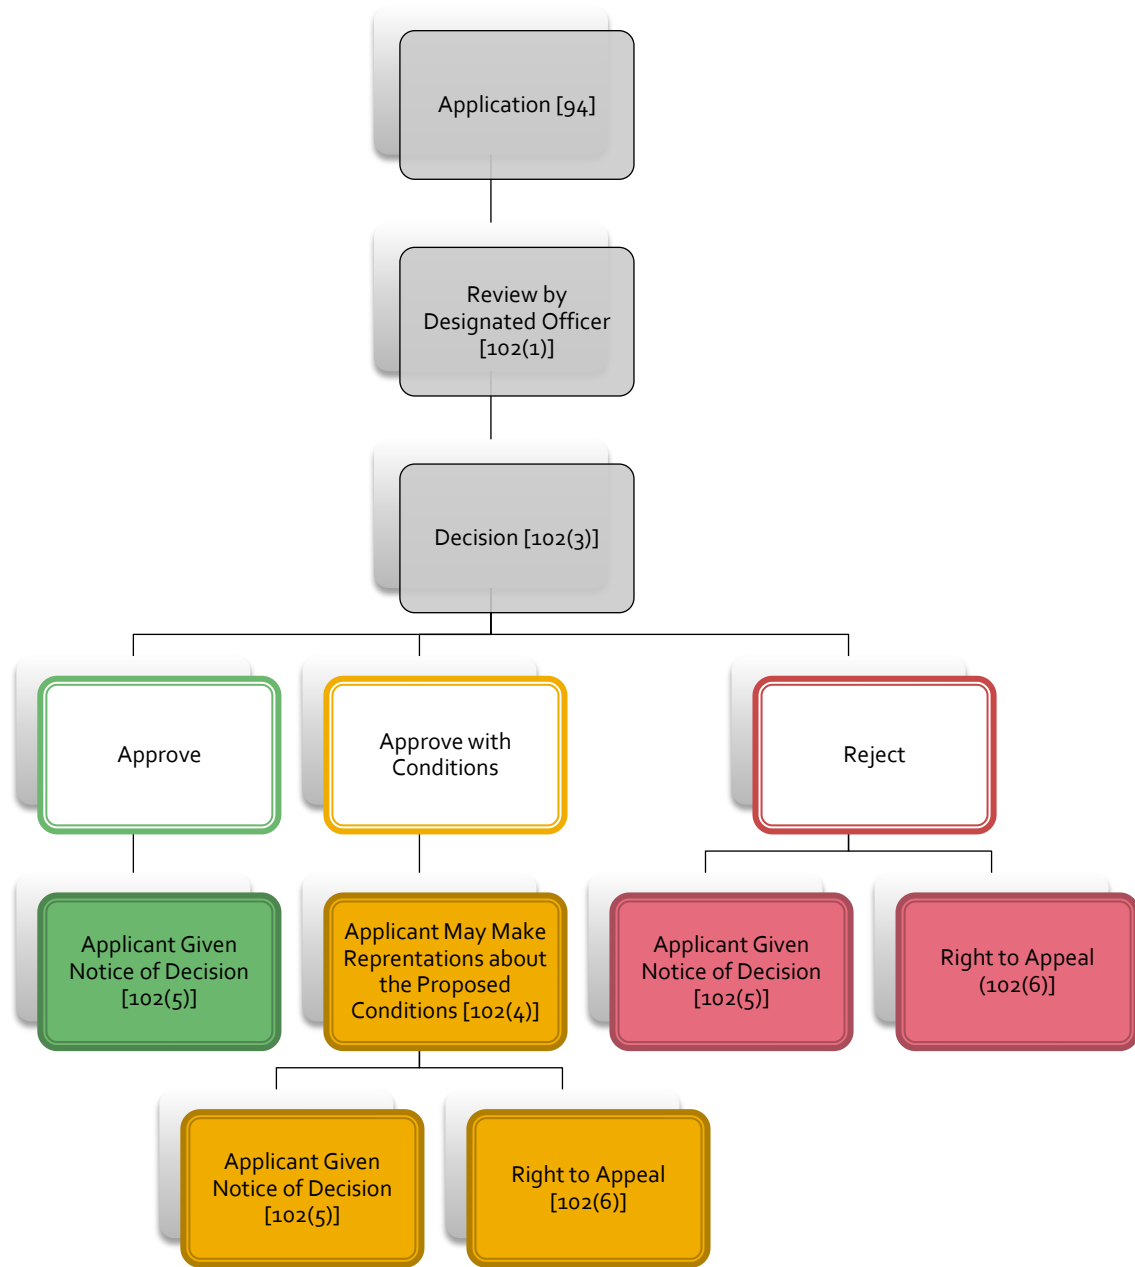 Application [94]
Review by
Designated Officer
[102(1)]
Decision [102(3)]
Approve
Approve with
Conditions
Reject
Applicant Given
Notice of Decision
[102(5)]
Applicant May Make
Reprentations about
the Proposed
Conditions [102(4)]
Applicant Given
Notice of Decision
[102(5)]
Right to Appeal
(102(6)]
Applicant Given
Notice of Decision
[102(5)]
Right to Appeal
[102(6)]